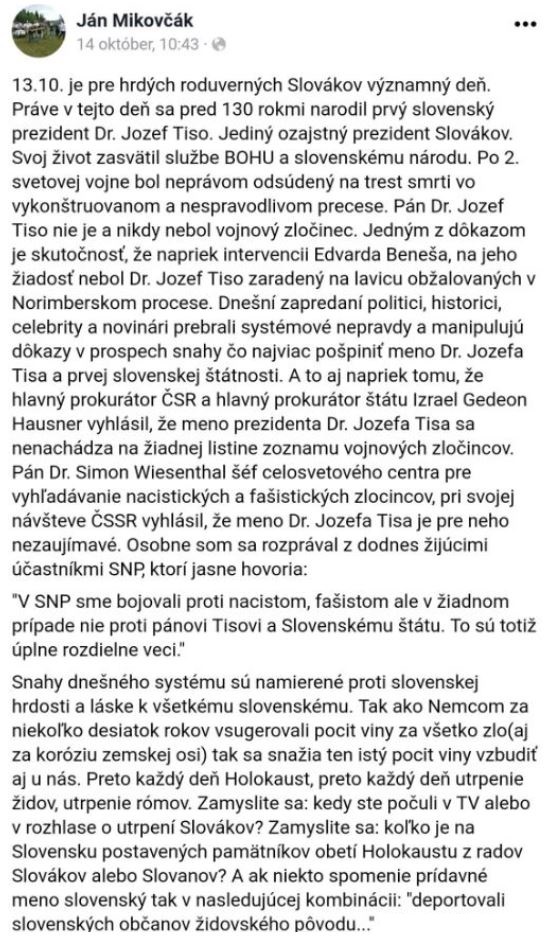 Ján Mikovčák
14 október, 10:43 ·
13.10. je pre hrdých roduverných Slovákov významný deň.
Práve v tejto deň sa pred 130 rokmi narodil prvý slovenský
prezident Dr. Jozef Tiso. Jediný ozajstný prezident Slovákov.
Svoj život zasvätil službe BOHU a slovenskému národu. Po 2.
svetovej vojne bol neprávom odsúdený na trest smrti vo
vykonštruovanom a nespravodlivom precese. Pán Dr. Jozef
Tiso nie je a nikdy nebol vojnový zločinec. Jedným z dôkazom
je skutočnosť, že napriek intervencii Edvarda Beneša, na jeho
žiadosť nebol Dr. Jozef Tiso zaradený na lavicu obžalovaných v
Norimberskom procese. Dnešní zapredaní politici, historici,
celebrity a novinári prebrali systémové nepravdy a manipulujú
dôkazy v prospech snahy čo najviac pošpiniť meno Dr. Jozefa
Tisa a prvej slovenskej štátnosti. A to aj napriek tomu, že
hlavný prokurátor ČSR a hlavný prokurátor štátu Izrael Gedeon
Hausner vyhlásil, že meno prezidenta Dr. Jozefa Tisa sa
nenachádza na žiadnej listine zoznamu vojnových zločincov.
Pán Dr. Simon Wiesenthal šéf celosvetového centra pre
vyhľadávanie nacistických a fašistických zlocincov, pri svojej
návšteve ČSSR vyhlásil, že meno Dr. Jozefa Tisa je pre neho
nezaujímavé. Osobne som sa rozprával z dodnes žijúcimi
účastníkmi SNP, ktorí jasne hovoria:
"V SNP sme bojovali proti nacistom, fašistom ale v žiadnom
prípade nie proti pánovi Tisovi a Slovenskému štátu. To sú totiž
úplne rozdielne veci."
Snahy dnešného systému sú namierené proti slovenskej
hrdosti a láske k všetkému slovenskému. Tak ako Nemcom za
niekoľko desiatok rokov vsugerovali pocit viny za všetko zlo(aj
za koróziu zemskej osi) tak sa snažia ten istý pocit viny vzbudiť
aj u nás. Preto každý deň Holokaust, preto každý deň utrpenie
židov, utrpenie rómov. Zamyslite sa: kedy ste počuli v TV alebo
v rozhlase o utrpení Slovákov? Zamyslite sa: koľko je na
Slovensku postavených pamätníkov obetí Holokaustu z radov
Slovákov alebo Slovanov? A ak niekto spomenie prídavné
meno slovenský tak v nasledujúcej kombinácii: "deportovali
slovenských občanov židovského pôvodu..."